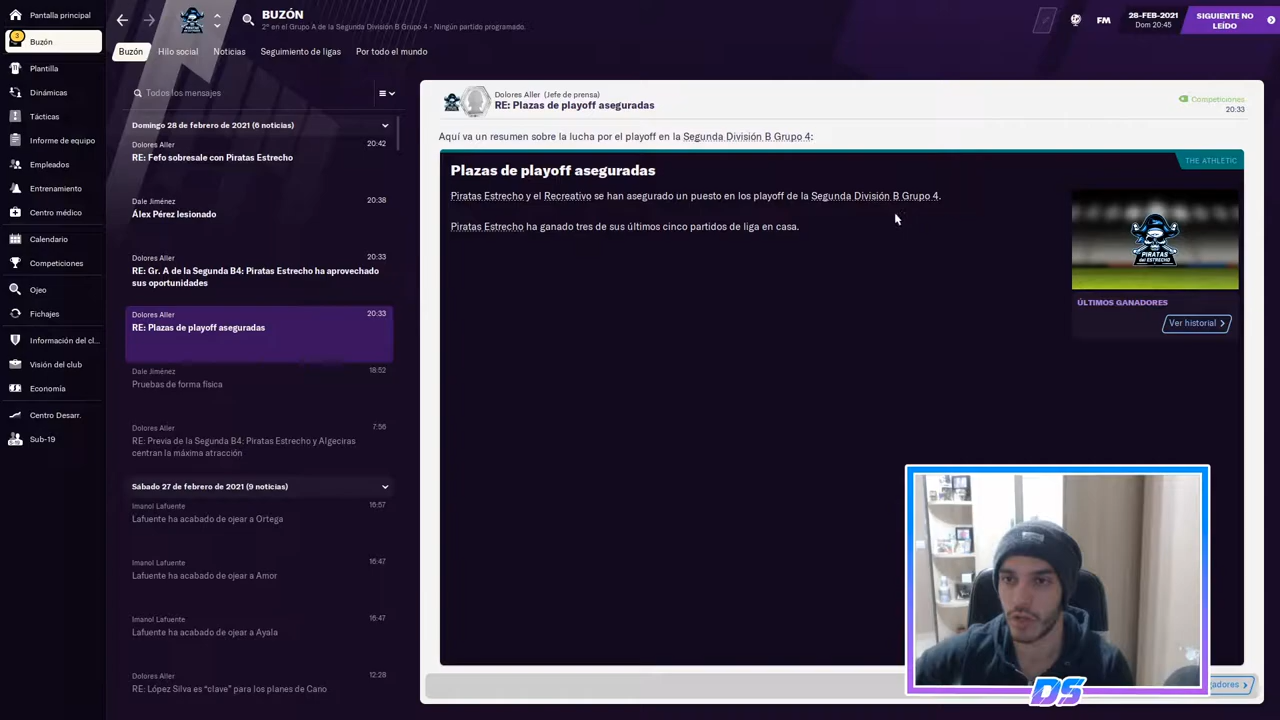 Pantalla principal
3
Buzón
Plantilla
Dinámicas
Tácticas
Informe de equipo
Empleados
Entrenamiento
Centro médico
Calendario
Competiciones
Ojeo
Fichajes
Información del cl...
Visión del club
Economía
Centro Desarr.
Sub-19
BUZÓN
2º en el Grupo A de la Segunda División B Grupo 4 - Ningún partido programado.
FM
28-FEB-2021
Dom 20:45
SIGUIENTE NO
LEÍDO
Buzón
Hilo social
Noticias
Seguimiento de ligas
Por todo el mundo
Todos los mensajes
Domingo 28 de febrero de 2021 (6 noticias)
Dolores Aller 20:42
RE: Fefo sobresale con Piratas Estrecho
Dale Jiménez 20:38
Álex Pérez lesionado
Dolores Aller 20:33
RE: Gr. A de la Segunda B4: Piratas Estrecho ha aprovechado
sus oportunidades
Dolores Aller 20:33
RE: Plazas de playoff aseguradas
Dale Jiménez 18:52
Pruebas de forma física
Dolores Aller 7:56
RE: Previa de la Segunda B4: Piratas Estrecho y Algeciras
centran la máxima atracción
Sábado 27 de febrero de 2021 (9 noticias)
Imanol Lafuente 16:57
Lafuente ha acabado de ojear a Ortega
Imanol Lafuente 16:47
Lafuente ha acabado de ojear a Amor
Imanol Lafuente 16:47
Lafuente ha acabado de ojear a Ayala
Dolores Aller 12:28
RE: López Silva es “clave” para los planes de Cano
Dolores Aller (Jefe de prensa)
RE: Plazas de playoff aseguradas
Competiciones
20:33
Aquí va un resumen sobre la lucha por el playoff en la Segunda División B Grupo 4:
Plazas de playoff aseguradas
THE ATHLETIC
Piratas Estrecho y el Recreativo se han asegurado un puesto en los playoff de la Segunda División B Grupo 4.
Piratas Estrecho ha ganado tres de sus últimos cinco partidos de liga en casa.
PIRATAS
del ESTRECHO
ÚLTIMOS GANADORES
Ver historial
DS